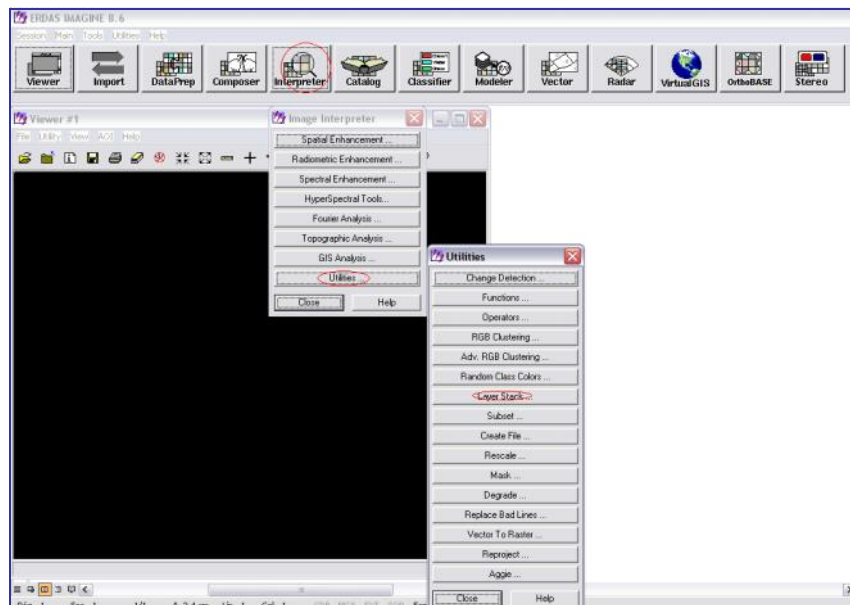 ERDAS IMAGINE 8.6
Session Main Tools Utilities Help
Viewer Import DataPrep Composer Interpreter Catalog Classifier Modeler Vector Radar VirtualGIS OrthoBASE Stereo
Viewer #1
File Utility View AOI Help
Image Interpreter
Spatial Enhancement ...
Radiometric Enhancement ...
Spectral Enhancement ...
HyperSpectral Tools...
Fourier Analysis ...
Topographic Analysis ...
GIS Analysis ...
Utilities ...
Close Help
Utilities
Change Detection ...
Functions ...
Operators ...
RGB Clustering ...
Adv. RGB Clustering ...
Random Class Colors ...
Layer Stack ...
Subset ...
Create File ...
Rescale ...
Mask ...
Degrade ...
Replace Bad Lines ...
Vector To Raster ...
Reproject ...
Aggie ...
Close Help